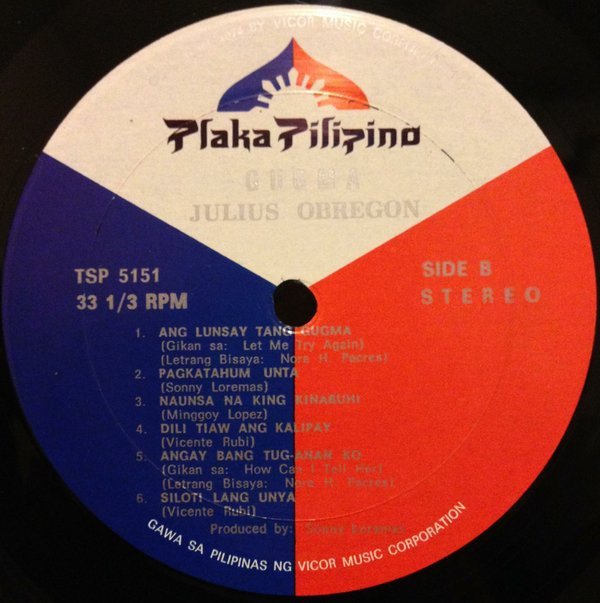 BY VICOR MUSIC
Plaka Pilipino
GUGMA
JULIUS OBREGON
TSP 5151
33 1/3 RPM
SIDE B
STEREO
1. ANG LUNSAY TANG GUGMA
(Gikan sa: Let Me Try Again)
(Letrang Bisaya: Nora H. Pacres)
2. PAGKATAHUM UNTA
(Sonny Loremas)
3. NAUNSA NA KING KINABUHI
(Minggoy Lopez)
4. DILI TIAW ANG KALIPAY
(Vicente Rubi)
5. ANGAY BANG TUG-ANAN KO
(Gikan sa: How Can I Tell Her)
(Letrang Bisaya: Nora H. Pacres)
6. SILOTI LANG UNYA
(Vicente Rubi)
Produced by: Sonny Loremas
GAWA SA PILIPINAS NG VICOR MUSIC CORPORATION